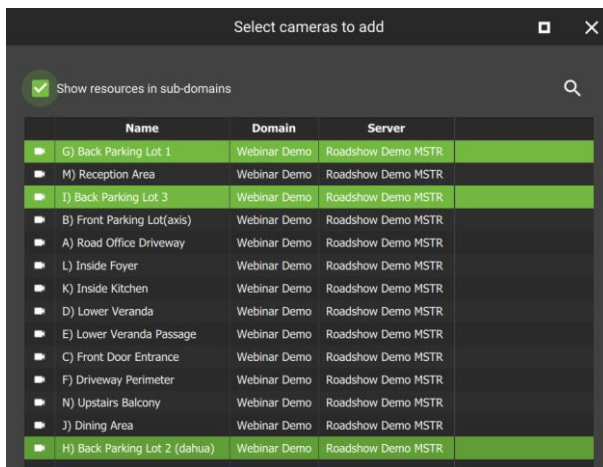 Select cameras to add
Show resources in sub-domains
Name Domain Server
G) Back Parking Lot 1 Webinar Demo Roadshow Demo MSTR
M) Reception Area Webinar Demo Roadshow Demo MSTR
I) Back Parking Lot 3 Webinar Demo Roadshow Demo MSTR
B) Front Parking Lot(axis) Webinar Demo Roadshow Demo MSTR
A) Road Office Driveway Webinar Demo Roadshow Demo MSTR
L) Inside Foyer Webinar Demo Roadshow Demo MSTR
K) Inside Kitchen Webinar Demo Roadshow Demo MSTR
D) Lower Veranda Webinar Demo Roadshow Demo MSTR
E) Lower Veranda Passage Webinar Demo Roadshow Demo MSTR
C) Front Door Entrance Webinar Demo Roadshow Demo MSTR
F) Driveway Perimeter Webinar Demo Roadshow Demo MSTR
N) Upstairs Balcony Webinar Demo Roadshow Demo MSTR
J) Dining Area Webinar Demo Roadshow Demo MSTR
H) Back Parking Lot 2 (dahua) Webinar Demo Roadshow Demo MSTR